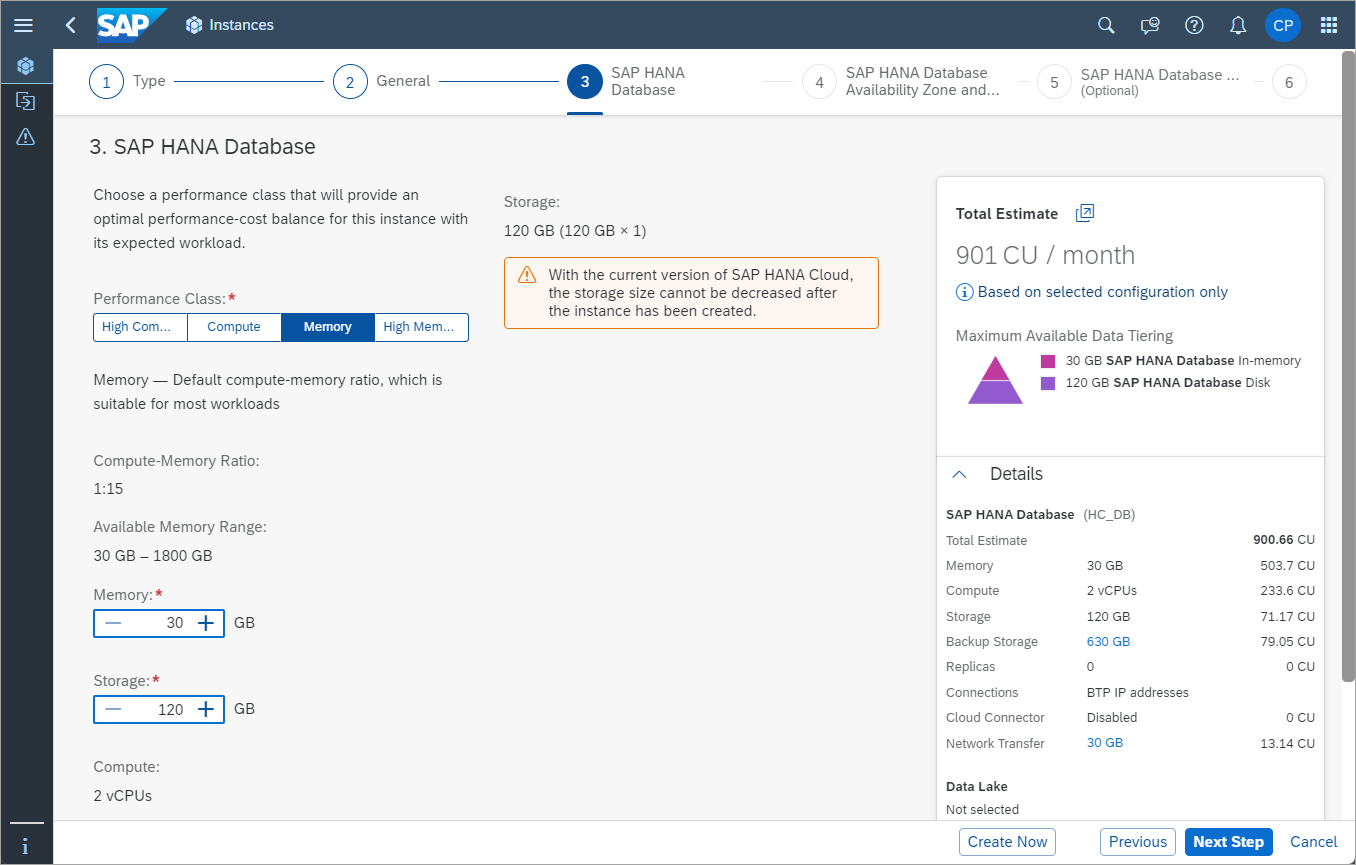 SAP Instances CP
1 Type 2 General 3 SAP HANA Database 4 SAP HANA Database Availability Zone and... 5 SAP HANA Database ... (Optional) 6
3. SAP HANA Database
Choose a performance class that will provide an
optimal performance-cost balance for this instance with
its expected workload.
Performance Class:*
High Com... Compute Memory High Mem...
Memory — Default compute-memory ratio, which is
suitable for most workloads
Compute-Memory Ratio:
1:15
Available Memory Range:
30 GB – 1800 GB
Memory:*
30 GB
Storage:*
120 GB
Compute:
2 vCPUs
Storage:
120 GB (120 GB × 1)
With the current version of SAP HANA Cloud,
the storage size cannot be decreased after
the instance has been created.
Total Estimate
901 CU / month
Based on selected configuration only
Maximum Available Data Tiering
30 GB SAP HANA Database In-memory
120 GB SAP HANA Database Disk
Details
SAP HANA Database (HC_DB)
Total Estimate 900.66 CU
Memory 30 GB 503.7 CU
Compute 2 vCPUs 233.6 CU
Storage 120 GB 71.17 CU
Backup Storage 630 GB 79.05 CU
Replicas 0 0 CU
Connections BTP IP addresses
Cloud Connector Disabled 0 CU
Network Transfer 30 GB 13.14 CU
Data Lake
Not selected
Create Now Previous Next Step Cancel